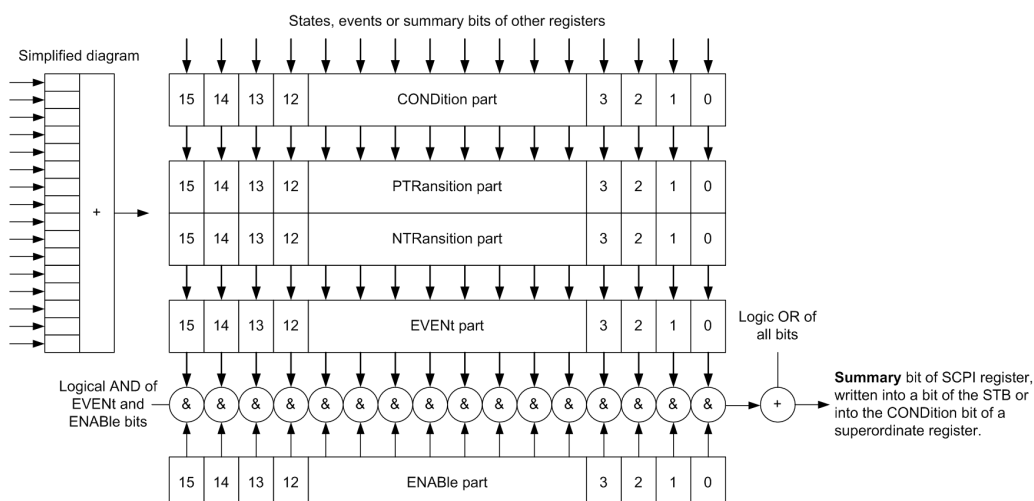 States, events or summary bits of other registers
Simplified diagram
15 14 13 12 CONDition part 3 2 1 0
15 14 13 12 PTRansition part 3 2 1 0
+
15 14 13 12 NTRansition part 3 2 1 0
15 14 13 12 EVENt part 3 2 1 0
Logic OR of
all bits
Logical AND of
EVENt and
ENABle bits
& & & & & & & & & & & & & & & &
+
Summary bit of SCPI register,
written into a bit of the STB or
into the CONDition bit of a
superordinate register.
15 14 13 12 ENABle part 3 2 1 0